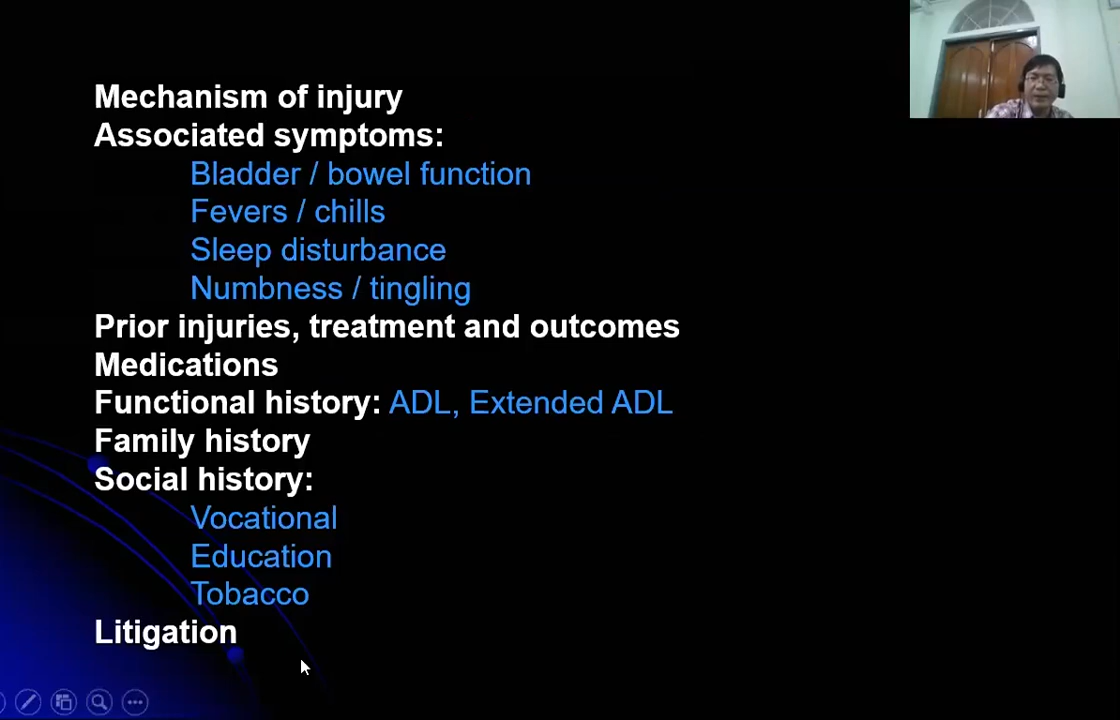 Mechanism of injury
Associated symptoms:
Bladder / bowel function
Fevers / chills
Sleep disturbance
Numbness / tingling
Prior injuries, treatment and outcomes
Medications
Functional history: ADL, Extended ADL
Family history
Social history:
Vocational
Education
Tobacco
Litigation